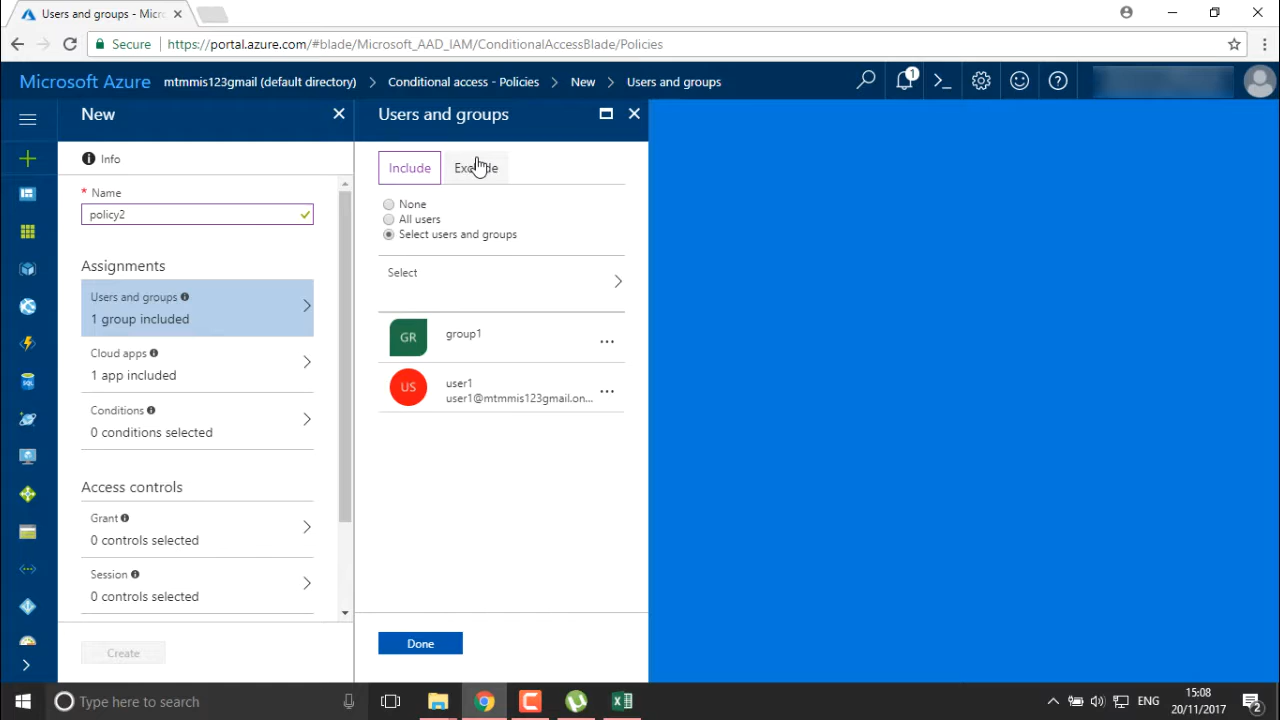 Users and groups - Micro
Secure
https://portal.azure.com/#blade/Microsoft_AAD_IAM/ConditionalAccessBlade/Policies
Microsoft Azure mtmmis123gmail (default directory) > Conditional access - Policies > New > Users and groups
1
New
Users and groups
Info
Include
* Name
policy2
None
All users
Select users and groups
Assignments
Users and groups
1 group included
Select
Cloud apps
1 app included
GR
group1
US
user1
user1@mtmmis123gmail.on...
Conditions
0 conditions selected
SQL
Access controls
Grant
0 controls selected
Session
0 controls selected
Create
Done
Type here to search
ENG
15:08
20/11/2017
2